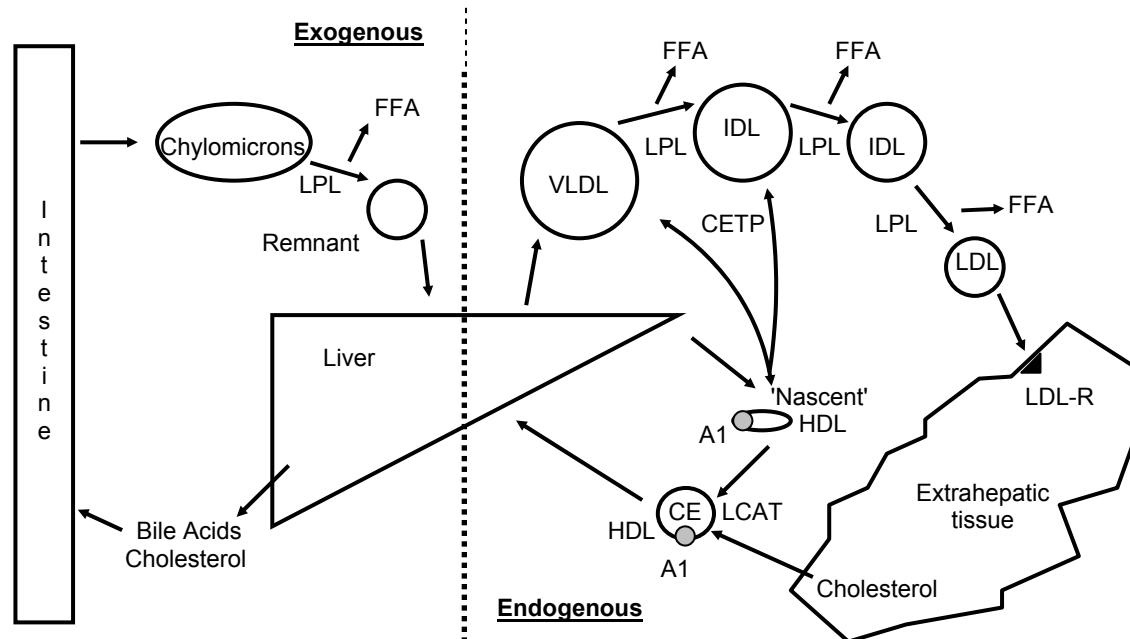 Exogenous
FFA
FFA
Chylomicrons
FFA
LPL
Remnant
Intestine
VLDL
LPL
IDL
LPL
IDL
CETP
LPL
FFA
LDL
Liver
LDL-R
'Nascent'
A1
HDL
CE
LCAT
HDL
A1
Extrahepatic
tissue
Bile Acids
Cholesterol
Cholesterol
Endogenous